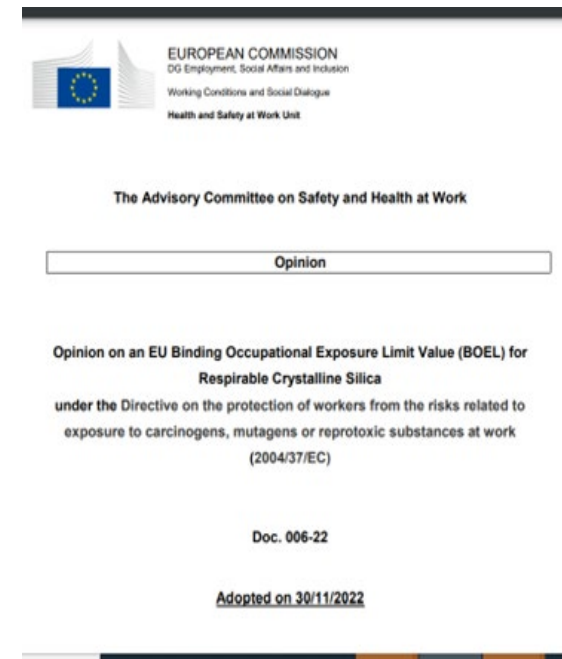 EUROPEAN COMMISSION
DG Employment, Social Affairs and Inclusion
Working Conditions and Social Dialogue
Health and Safety at Work Unit
The Advisory Committee on Safety and Health at Work
Opinion
Opinion on an EU Binding Occupational Exposure Limit Value (BOEL) for
Respirable Crystalline Silica
under the Directive on the protection of workers from the risks related to
exposure to carcinogens, mutagens or reprotoxic substances at work
(2004/37/EC)
Doc. 006-22
Adopted on 30/11/2022